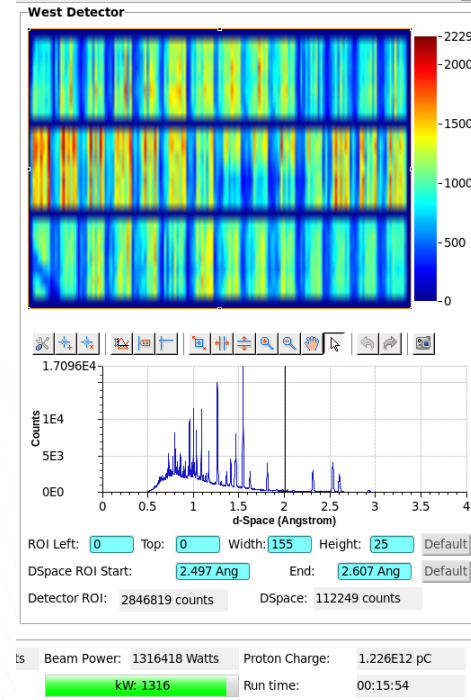 West Detector
2229
2000
1500
1000
500
0
1.7096E4
1E4
5E3
0E0
Counts
0 0.5 1 1.5 2 2.5 3 3.5 4
d-Space (Angstrom)
ROI Left: 0 Top: 0 Width: 155 Height: 25 Default
DSpace ROI Start: 2.497 Ang End: 2.607 Ang Default
Detector ROI: 2846819 counts DSpace: 112249 counts
ts Beam Power: 1316418 Watts Proton Charge: 1.226E12 pC
kW: 1316 Run time: 00:15:54